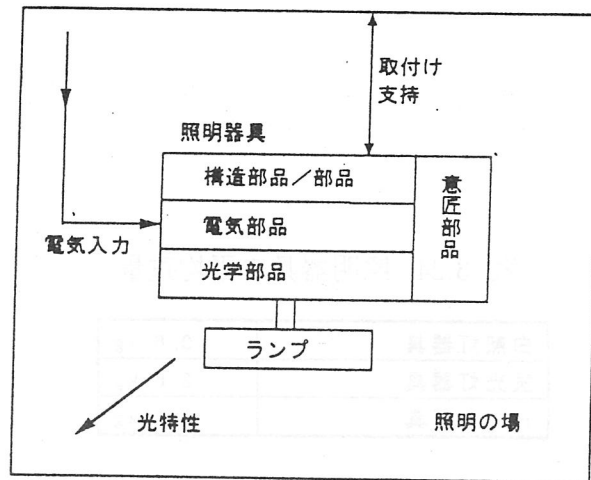 取付け
支持
照明器具
構造部品／部品
意匠部品
電気部品
電気入力
光学部品
ランプ
光特性
照明の場